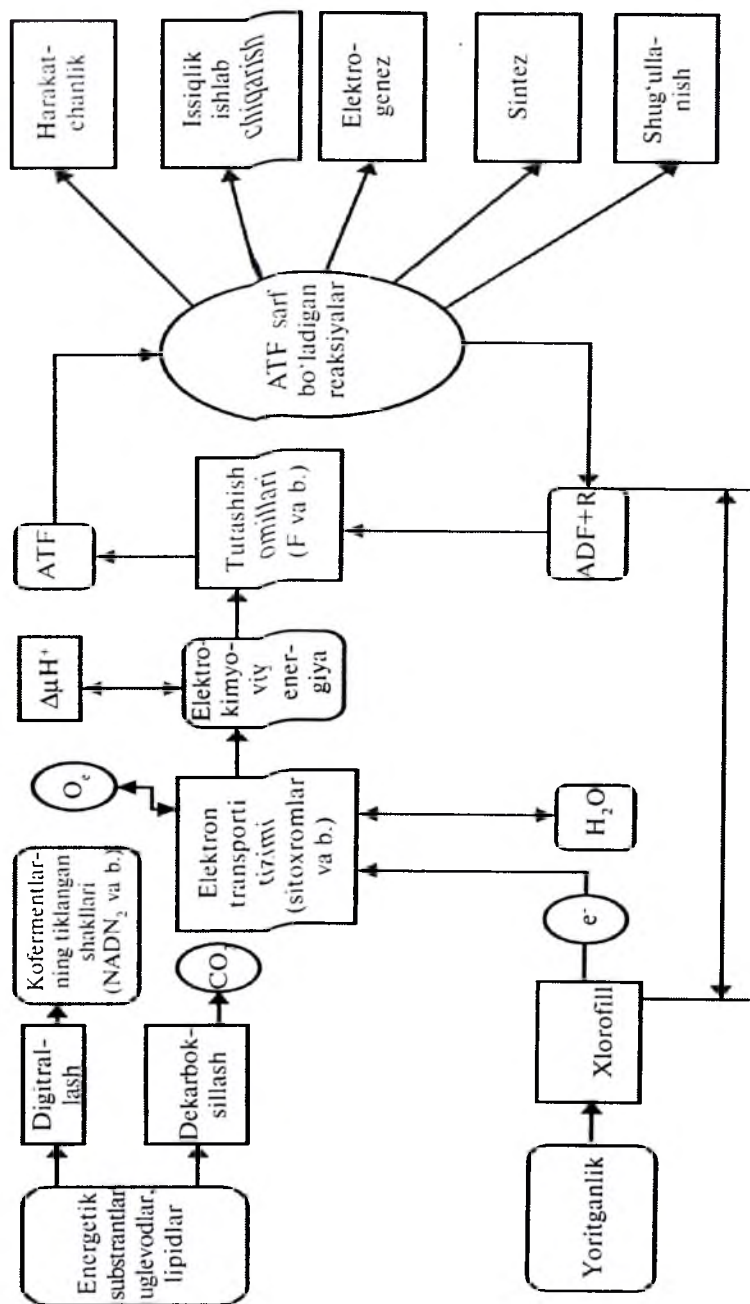 Energetik
substrantlar
uglevodlar,
lipidlar
Digitral-
lash
Dekarbok-
sillash
Kofermentlar-
ning tiklangan
shakllari
(NADN₂ va b.)
CO₂
Oₑ
Elektron
transporti
tizimi
(sitoxromlar
va b.)
ΔμH⁺
Elektro-
kimyo-
viy
ener-
giya
ATF
Tutashish
omillari
(F va b.)
ATF sarf
bo'ladigan
reaksiyalar
Harakat-
chanlik
Issiqlik
ishlab
chiqarish
Elektro-
genez
Sintez
Shug'ulla-
nish
Yoritganlik
Xlorofill
e⁻
H₂O
ADF+R